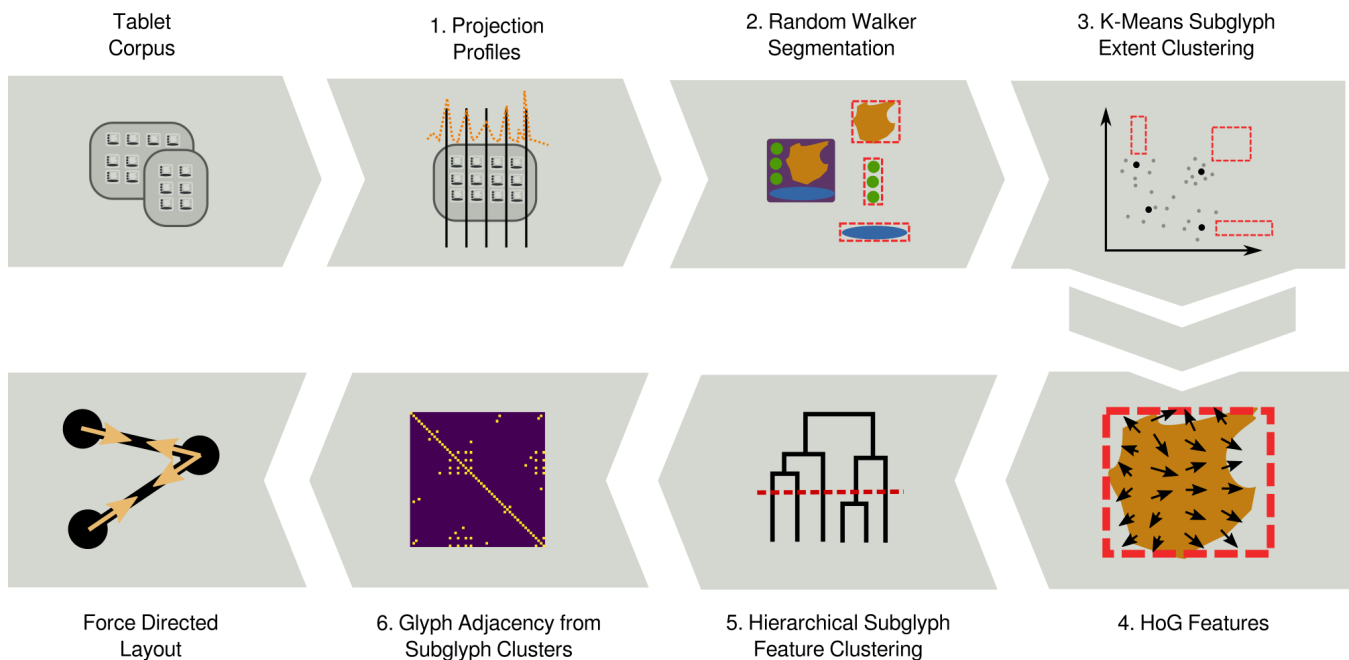 Tablet
Corpus
1. Projection
Profiles
2. Random Walker
Segmentation
3. K-Means Subglyph
Extent Clustering
4. HoG Features
5. Hierarchical Subglyph
Feature Clustering
6. Glyph Adjacency from
Subglyph Clusters
Force Directed
Layout